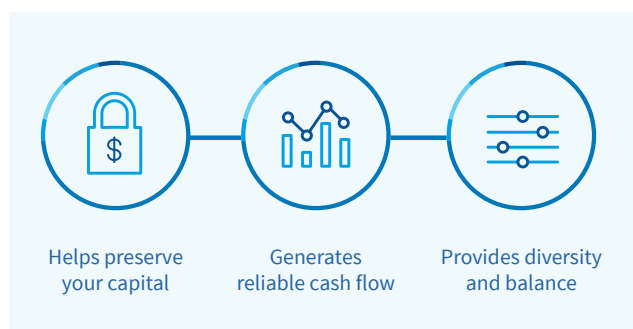 $
Helps preserve
your capital
Generates
reliable cash flow
Provides diversity
and balance